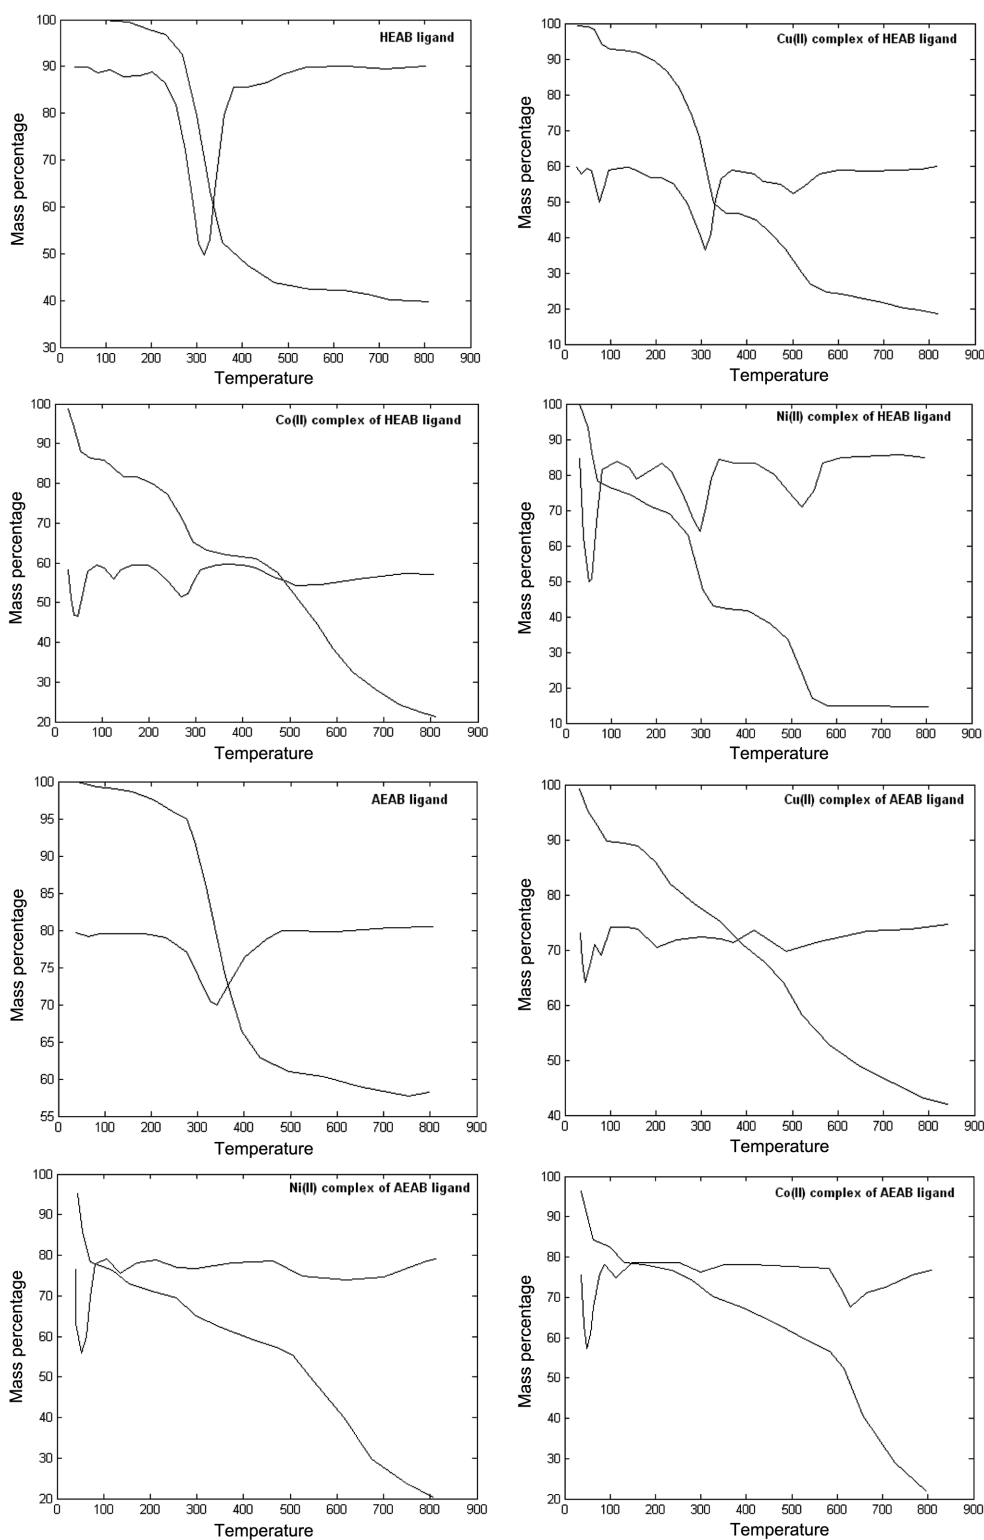 HEAB ligand
Mass percentage
100
90
80
70
60
50
40
30
0 100 200 300 400 500 600 700 800 900
Temperature
Cu(II) complex of HEAB ligand
Mass percentage
100
90
80
70
60
50
40
30
20
10
0 100 200 300 400 500 600 700 800 900
Temperature
Co(II) complex of HEAB ligand
Mass percentage
100
90
80
70
60
50
40
30
20
0 100 200 300 400 500 600 700 800 900
Temperature
Ni(II) complex of HEAB ligand
Mass percentage
100
90
80
70
60
50
40
30
20
10
0 100 200 300 400 500 600 700 800 900
Temperature
AEAB ligand
Mass percentage
100
95
90
85
80
75
70
65
60
55
0 100 200 300 400 500 600 700 800 900
Temperature
Cu(II) complex of AEAB ligand
Mass percentage
100
90
80
70
60
50
40
0 100 200 300 400 500 600 700 800 900
Temperature
Ni(II) complex of AEAB ligand
Mass percentage
100
90
80
70
60
50
40
30
20
0 100 200 300 400 500 600 700 800 900
Temperature
Co(II) complex of AEAB ligand
Mass percentage
100
90
80
70
60
50
40
30
20
0 100 200 300 400 500 600 700 800 900
Temperature